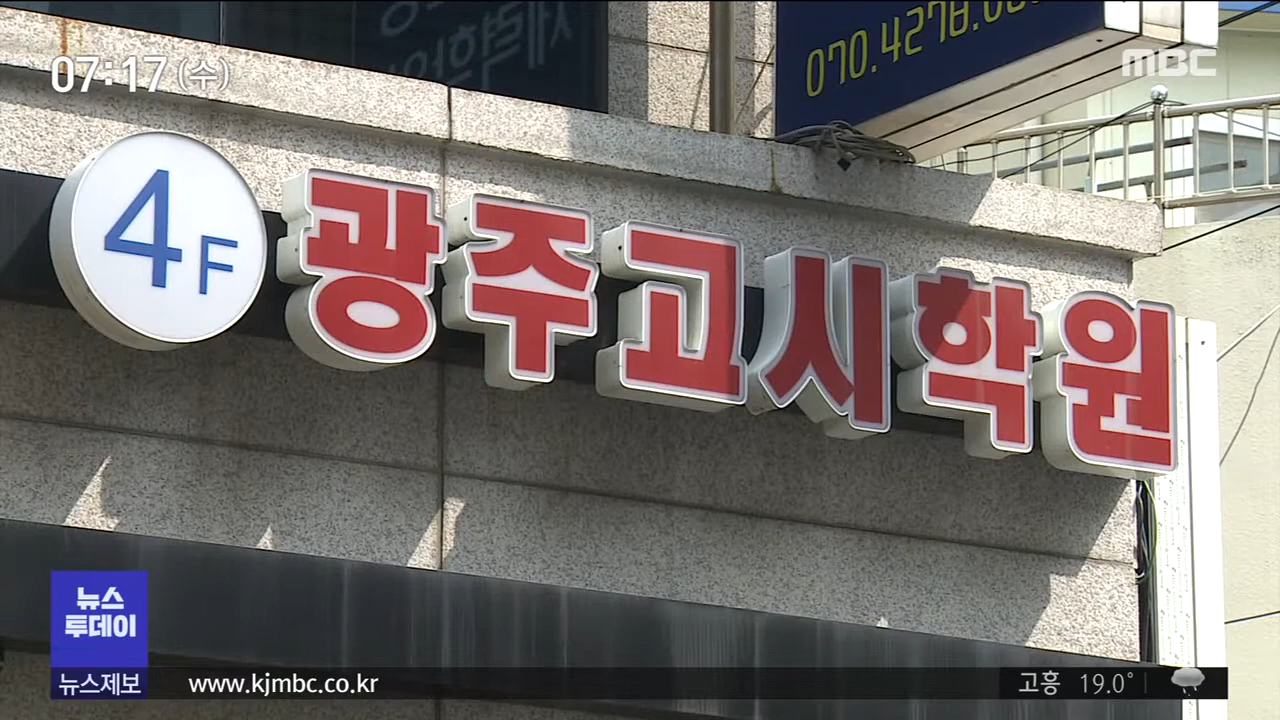 07:17 (수)
MBC
4F 광주고시학원
뉴스
투데이
뉴스제보 www.kjmbc.co.kr
고흥 19.0°